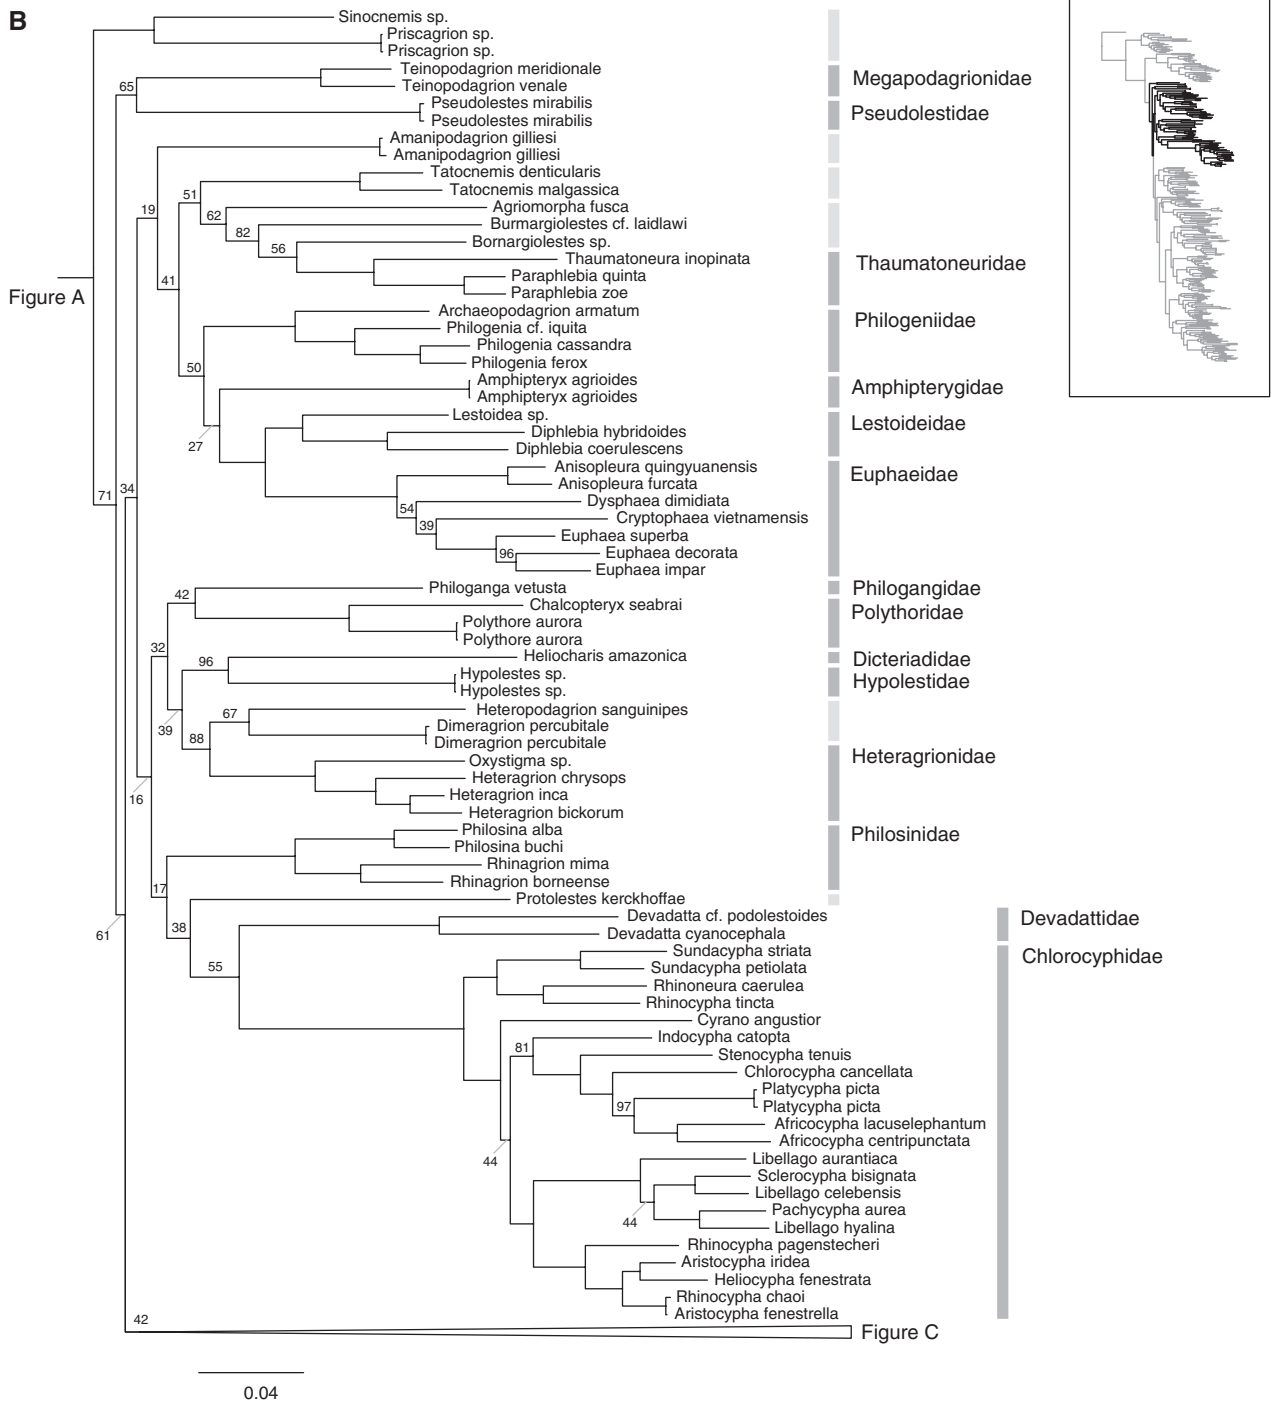 B
Sinocnemis sp.
Priscagrion sp.
Priscagrion sp.
Teinopodagrion meridionale
65
Megapodagrionidae
Teinopodagrion venale
Pseudolestes mirabilis
Pseudolestidae
Pseudolestes mirabilis
Amanipodagrion gilliesi
Amanipodagrion gilliesi
Tatocnemis denticularis
Tatocnemis malgassica
51
19
Agriomorpha fusca
62
Burmargiolestes cf. laidlawi
82
Bornargiolestes sp.
56
Thaumatoneura inopinata
Thaumatoneuridae
Paraphlebia quinta
41
Paraphlebia zoe
Figure A
Archaeopodagrion armatum
Philogeniidae
Philogenia cf. iquita
Philogenia cassandra
Philogenia ferox
50
Amphipteryx agrioides
Amphipterygidae
Amphipteryx agrioides
Lestoidea sp.
Lestoideidae
Diphlebia hybridoides
27
Diphlebia coerulescens
Anisopleura quingyuanensis
Euphaeidae
Anisopleura furcata
34
71
Dysphaea dimidiata
54
Cryptophaea vietnamensis
39
Euphaea superba
96
Euphaea decorata
Euphaea impar
Philoganga vetusta
Philogangidae
42
Chalcopteryx seabrai
Polythoridae
Polythore aurora
Polythore aurora
32
Heliocharis amazonica
Dicteriadidae
96
Hypolestes sp.
Hypolestidae
Hypolestes sp.
Heteropodagrion sanguinipes
67
Dimeragrion percubitale
39
88
Dimeragrion percubitale
Heteragrionidae
Oxystigma sp.
Heteragrion chrysops
Heteragrion inca
16
Heteragrion bickorum
Philosina alba
Philosinidae
Philosina buchi
Rhinagrion mima
Rhinagrion borneense
17
Protolestes kerckhoffae
Devadatta cf. podolestoides
Devadattidae
38
61
Devadatta cyanocephala
Sundacypha striata
Chlorocyphidae
55
Sundacypha petiolata
Rhinoneura caerulea
Rhinocypha tincta
Cyrano angustior
Indocypha catopta
81
Stenocypha tenuis
Chlorocypha cancellata
Platycypha picta
97
Platycypha picta
Africocypha lacuselephantum
Africocypha centripunctata
44
Libellago aurantiaca
Sclerocypha bisignata
Libellago celebensis
Pachycypha aurea
44
Libellago hyalina
Rhinocypha pagenstecheri
Aristocypha iridea
Heliocypha fenestrata
Rhinocypha chaoi
Aristocypha fenestrella
42
Figure C
0.04